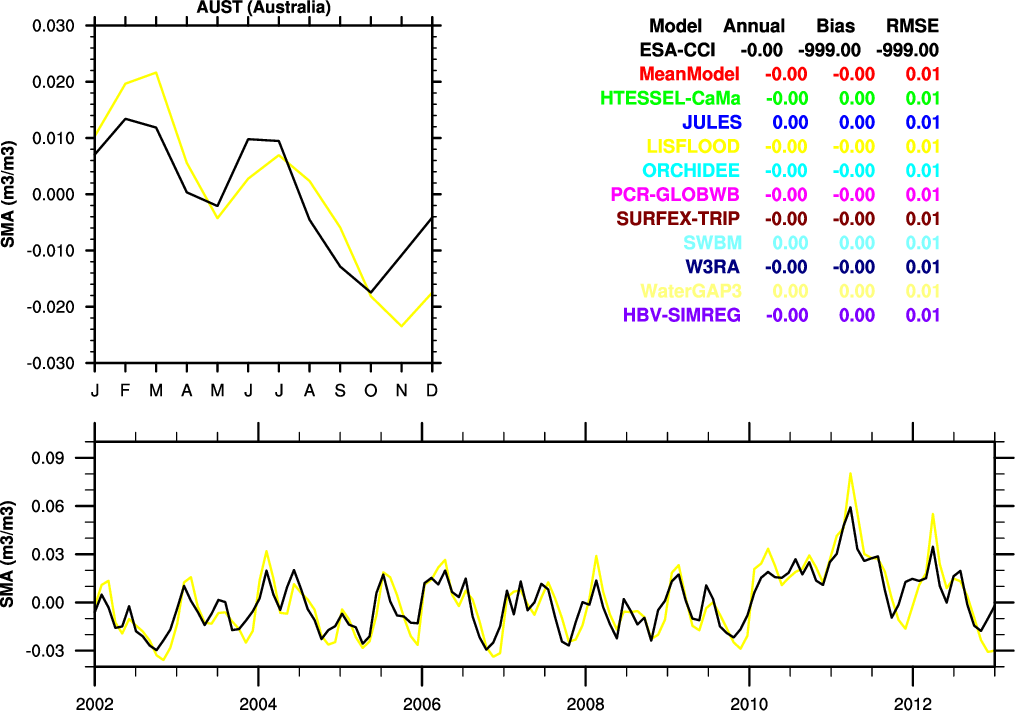 AUST (Australia)
0.030
0.020
0.010
0.000
-0.010
-0.020
-0.030
SMA (m3/m3)
J F M A M J J A S O N D
Model Annual Bias RMSE
ESA-CCI -0.00 -999.00 -999.00
MeanModel -0.00 -0.00 0.01
HTESSEL-CaMa -0.00 0.00 0.01
JULES 0.00 0.00 0.01
LISFLOOD -0.00 -0.00 0.01
ORCHIDEE -0.00 -0.00 0.01
PCR-GLOBWB -0.00 -0.00 0.01
SURFEX-TRIP -0.00 -0.00 0.01
SWBM 0.00 0.00 0.01
W3RA -0.00 -0.00 0.01
WaterGAP3 0.00 0.00 0.01
HBV-SIMREG -0.00 0.00 0.01
0.09
0.06
0.03
0.00
-0.03
SMA (m3/m3)
2002 2004 2006 2008 2010 2012